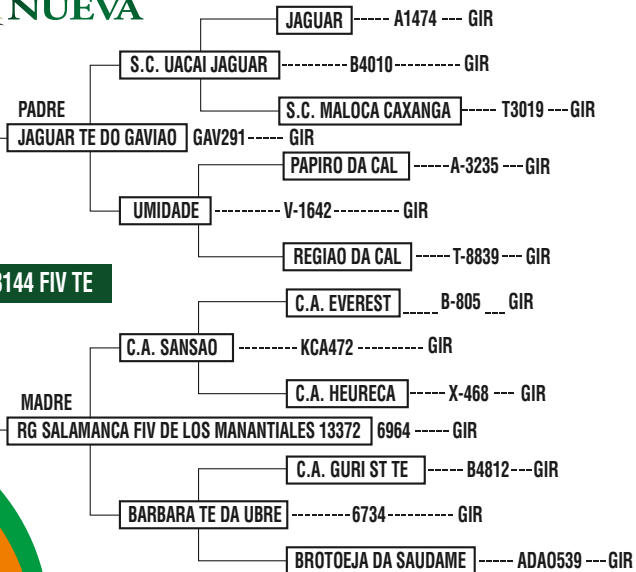 NUEVA
JAGUAR ----- A1474 --- GIR
S.C. UACAI JAGUAR ----------B4010---------- GIR
S.C. MALOCA CAXANGA ----- T3019 ---GIR
PADRE
JAGUAR TE DO GAVIAO GAV291----- GIR
PAPIRO DA CAL -----A-3235 ---GIR
UMIDADE ---------- V-1642---------- GIR
REGIAO DA CAL -----T-8839--- GIR
3144 FIV TE
C.A. EVEREST _____ B-805 ___ GIR
C.A. SANSAO --------- KCA472 ---------- GIR
C.A. HEURECA ----- X-468 --- GIR
MADRE
RG SALAMANCA FIV DE LOS MANANTIALES 13372 6964 ----- GIR
C.A. GURI ST TE ----- B4812---GIR
BARBARA TE DA UBRE ---------6734---------- GIR
BROTOEJA DA SAUDAME ----- ADAO539 ---GIR